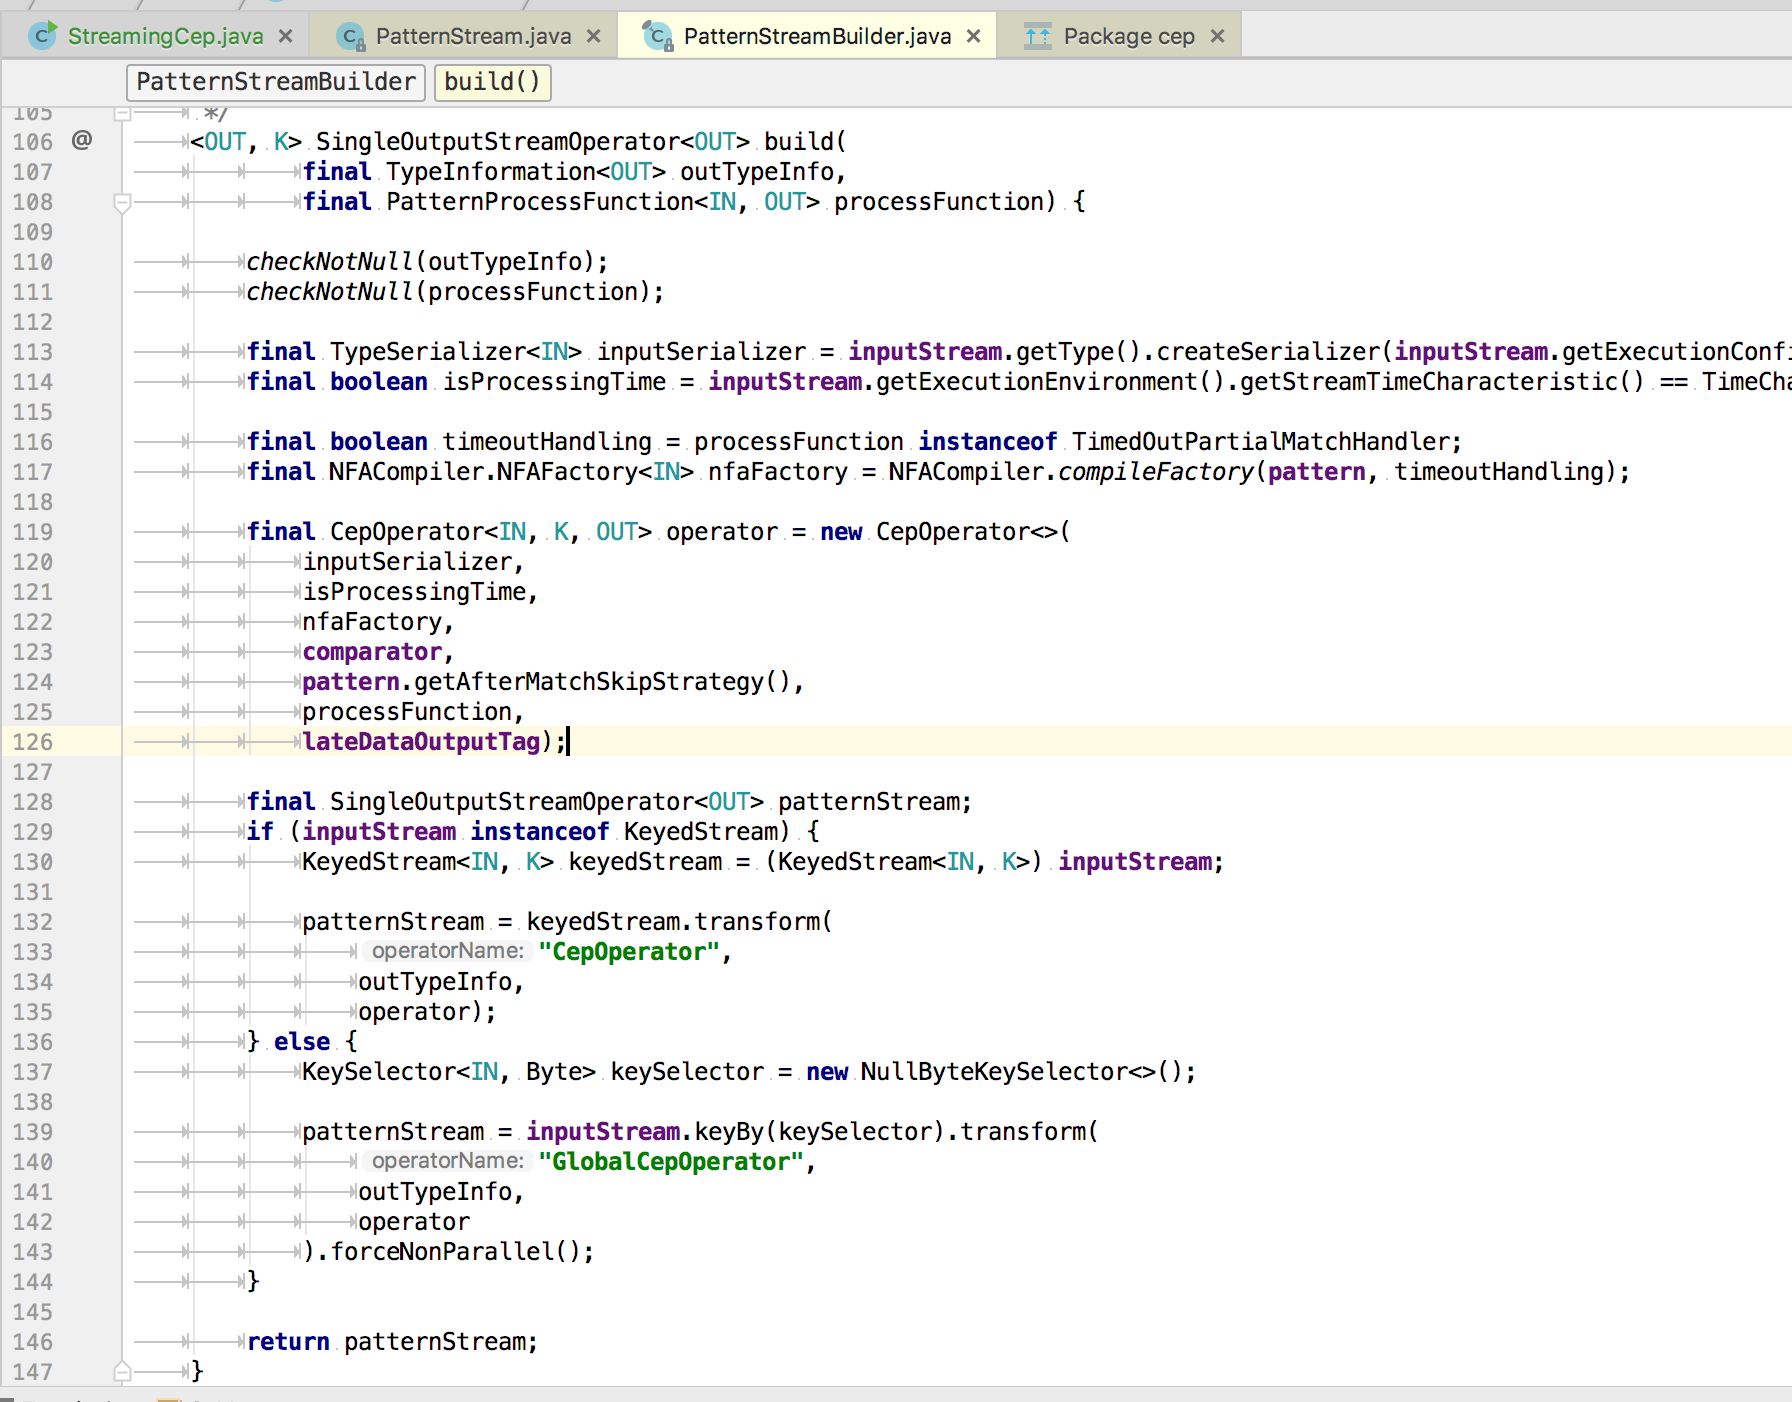 StreamingCep.java
PatternStream.java
PatternStreamBuilder.java
Package cep
PatternStreamBuilder
build()
105 */
106 @ <OUT, K> SingleOutputStreamOperator<OUT> build(
107 final TypeInformation<OUT> outTypeInfo,
108 final PatternProcessFunction<IN, OUT> processFunction) {
109
110 checkNotNull(outTypeInfo);
111 checkNotNull(processFunction);
112
113 final TypeSerializer<IN> inputSerializer = inputStream.getType().createSerializer(inputStream.getExecutionConfi
114 final boolean isProcessingTime = inputStream.getExecutionEnvironment().getStreamTimeCharacteristic() == TimeCha
115
116 final boolean timeoutHandling = processFunction instanceof TimedOutPartialMatchHandler;
117 final NFACompiler.NFAFactory<IN> nfaFactory = NFACompiler.compileFactory(pattern, timeoutHandling);
118
119 final CepOperator<IN, K, OUT> operator = new CepOperator<>(
120 inputSerializer,
121 isProcessingTime,
122 nfaFactory,
123 comparator,
124 pattern.getAfterMatchSkipStrategy(),
125 processFunction,
126 lateDataOutputTag);
127
128 final SingleOutputStreamOperator<OUT> patternStream;
129 if (inputStream instanceof KeyedStream) {
130 KeyedStream<IN, K> keyedStream = (KeyedStream<IN, K>) inputStream;
131
132 patternStream = keyedStream.transform(
133 operatorName: "CepOperator",
134 outTypeInfo,
135 operator);
136 } else {
137 KeySelector<IN, Byte> keySelector = new NullByteKeySelector<>();
138
139 patternStream = inputStream.keyBy(keySelector).transform(
140 operatorName: "GlobalCepOperator",
141 outTypeInfo,
142 operator
143 ).forceNonParallel();
144 }
145
146 return patternStream;
147 }